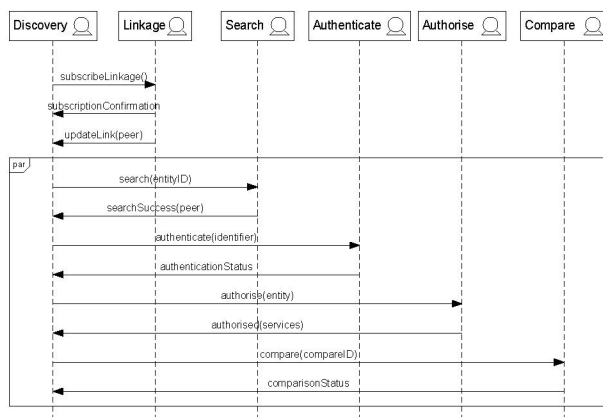 Discovery Linkage Search Authenticate Authorise Compare
subscribeLinkage()
subscriptionConfirmation
updateLink(peer)
par
search(entityID)
searchSuccess(peer)
authenticate(identifier)
authenticationStatus
authorise(entity)
authorised(services)
compare(compareID)
comparisonStatus